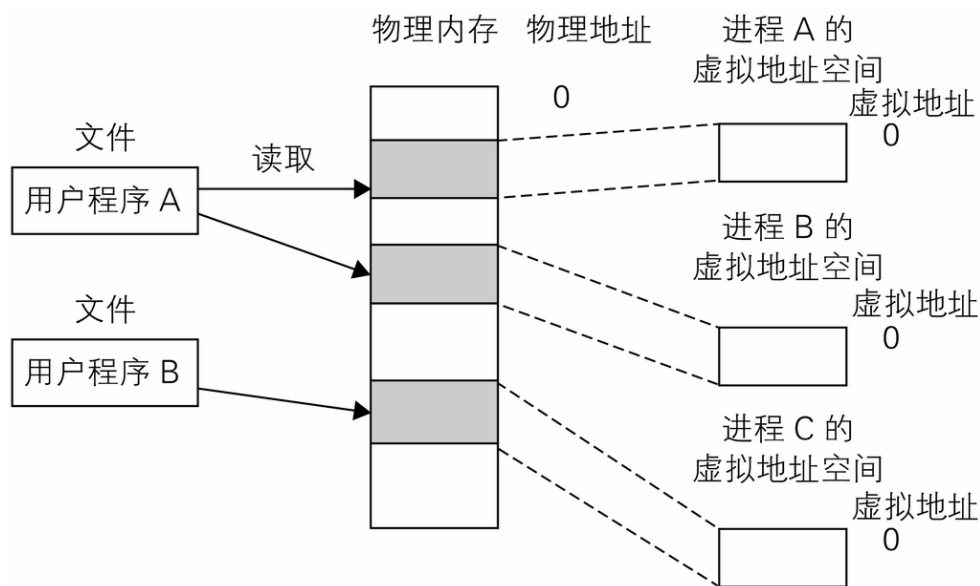 物理内存
物理地址
进程 A 的
虚拟地址空间
虚拟地址
0
0
文件
用户程序 A
读取
进程 B 的
虚拟地址空间
虚拟地址
0
文件
用户程序 B
进程 C 的
虚拟地址空间
虚拟地址
0